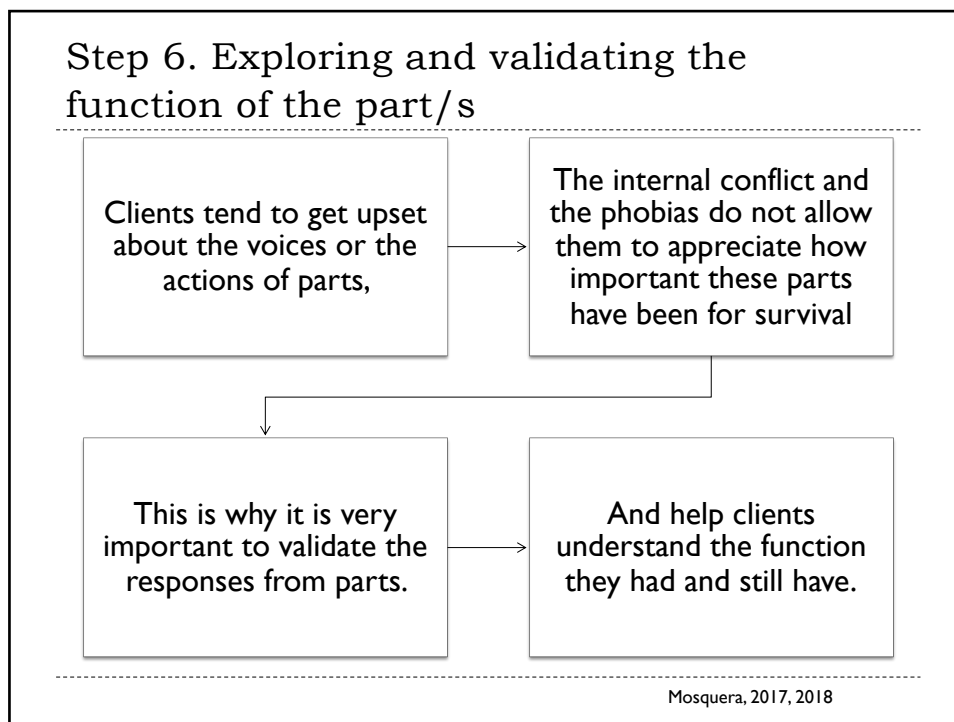 Step 6. Exploring and validating the
function of the part/s
Clients tend to get upset
about the voices or the
actions of parts,
The internal conflict and
the phobias do not allow
them to appreciate how
important these parts
have been for survival
This is why it is very
important to validate the
responses from parts.
And help clients
understand the function
they had and still have.
Mosquera, 2017, 2018